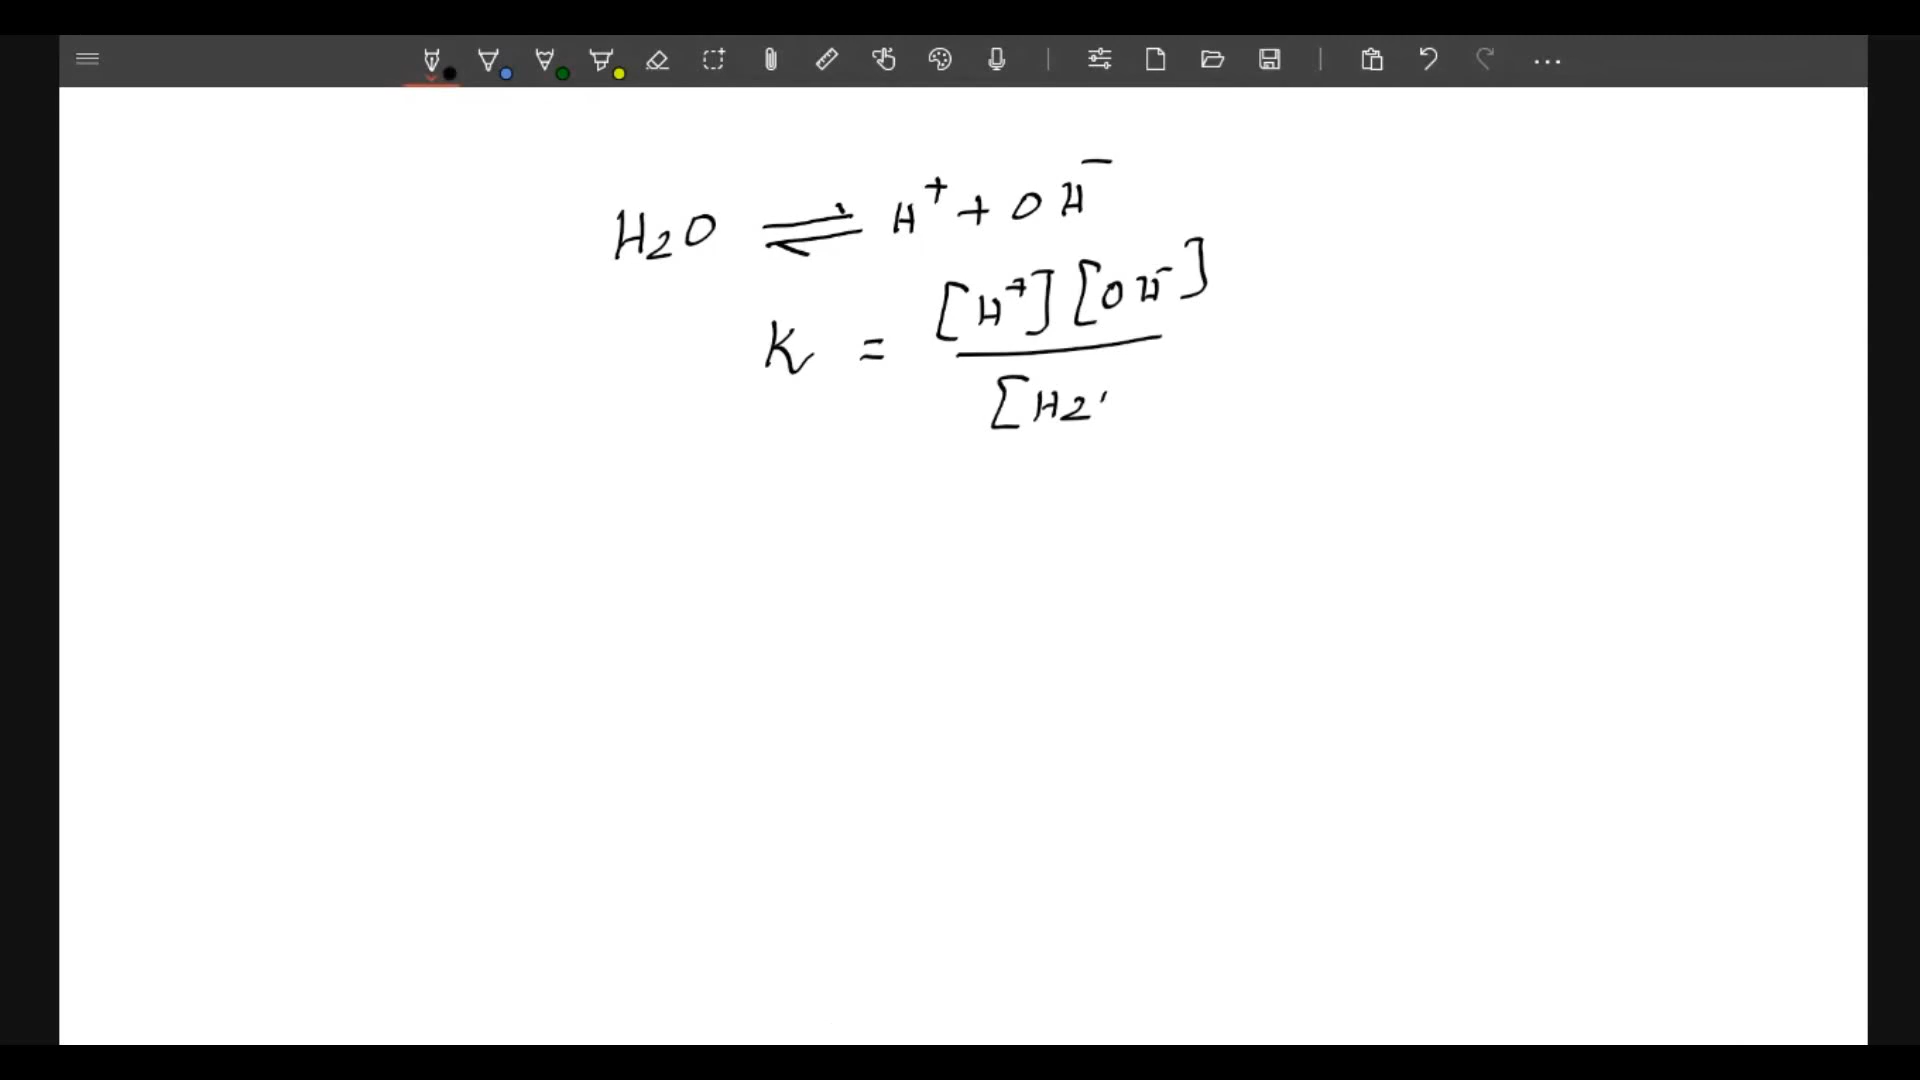 H₂O ⇌ H⁺ + OH⁻
K = [H⁺][OH⁻]
[H2'